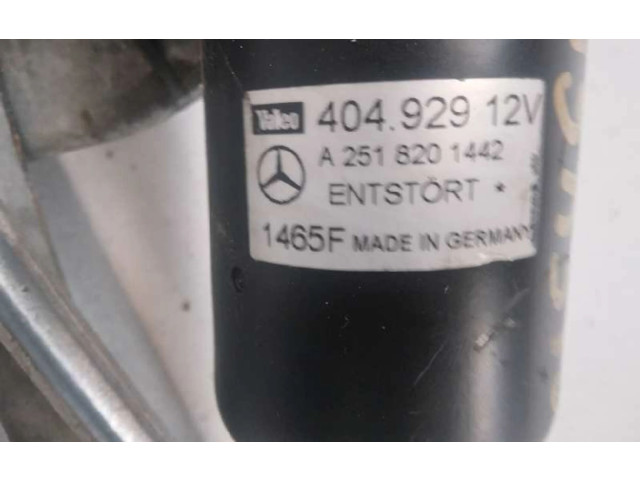 Valeo 404.929 12V
A 251 820 1442
ENTSTÖRT *
1465F MADE IN GERMANY